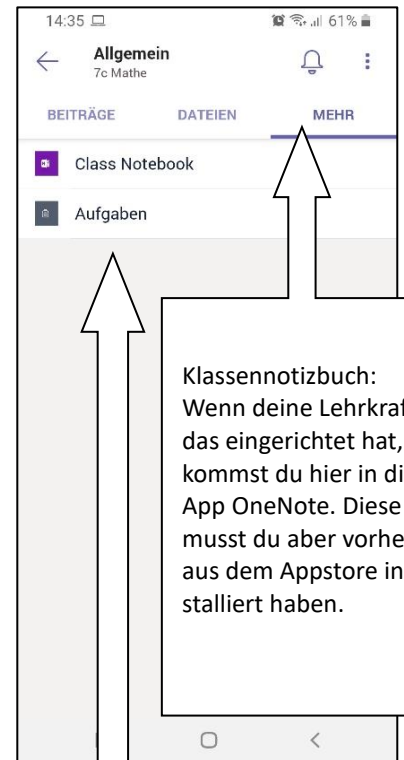 14:35
61%
Allgemein
7c Mathe
BEITRÄGE DATEIEN MEHR
Class Notebook
Aufgaben
Klassennotizbuch:
Wenn deine Lehrkraf
das eingerichtet hat,
kommst du hier in di
App OneNote. Diese
musst du aber vorhe
aus dem Appstore in
stalliert haben.